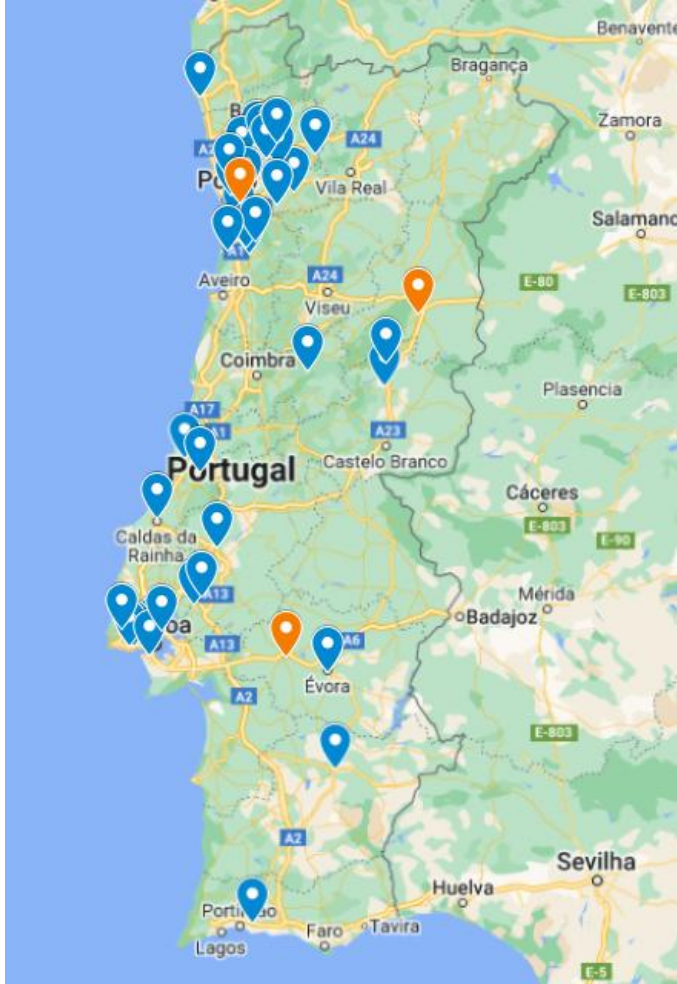 Benavente
Bragança
Zamora
A24
Vila Real
Salamanc
A1
A24
E-80
E-803
Aveiro
Viseu
Coimbra
Plasencia
A17
A1
A23
Portugal
Castelo Branco
Cáceres
E-803
E-90
Caldas da
Rainha
A13
Mérida
Badajoz
A13
A6
Évora
A2
E-803
A2
Sevilha
Huelva
Faro
Tavira
Lagos
E-5